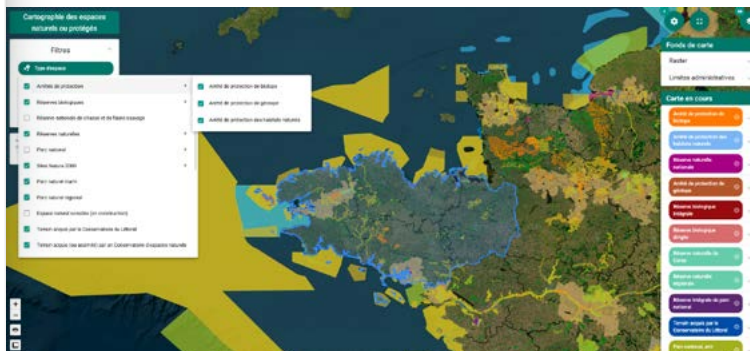 Cartographie des espaces
naturels ou protégés
Filtres
Type d'espace
Arrêtés de protection
Réserves biologiques
Réserve nationale de chasse et de faune sauvage
Réserves naturelles
Parc national
Sites Natura 2000
Parc naturel marin
Parc naturel régional
Espace naturel sensible (en construction)
Terrain acquis par le Conservatoire du Littoral
Terrain acquis (ou assimilé) par un Conservatoire d'espaces naturels
Arrêté de protection de biotope
Arrêté de protection de géotope
Arrêté de protection des habitats naturels
Fonds de carte
Raster
Limites administratives
Carte en cours
Arrêté de protection de
biotope
Arrêté de protection des
habitats naturels
Réserve naturelle
nationale
Arrêté de protection de
géotope
Réserve biologique
intégrale
Réserve biologique
dirigée
Réserve naturelle de
Corse
Réserve naturelle
régionale
Réserve intégrale de parc
national
Terrain acquis par le
Conservatoire du Littoral
Parc national, aire